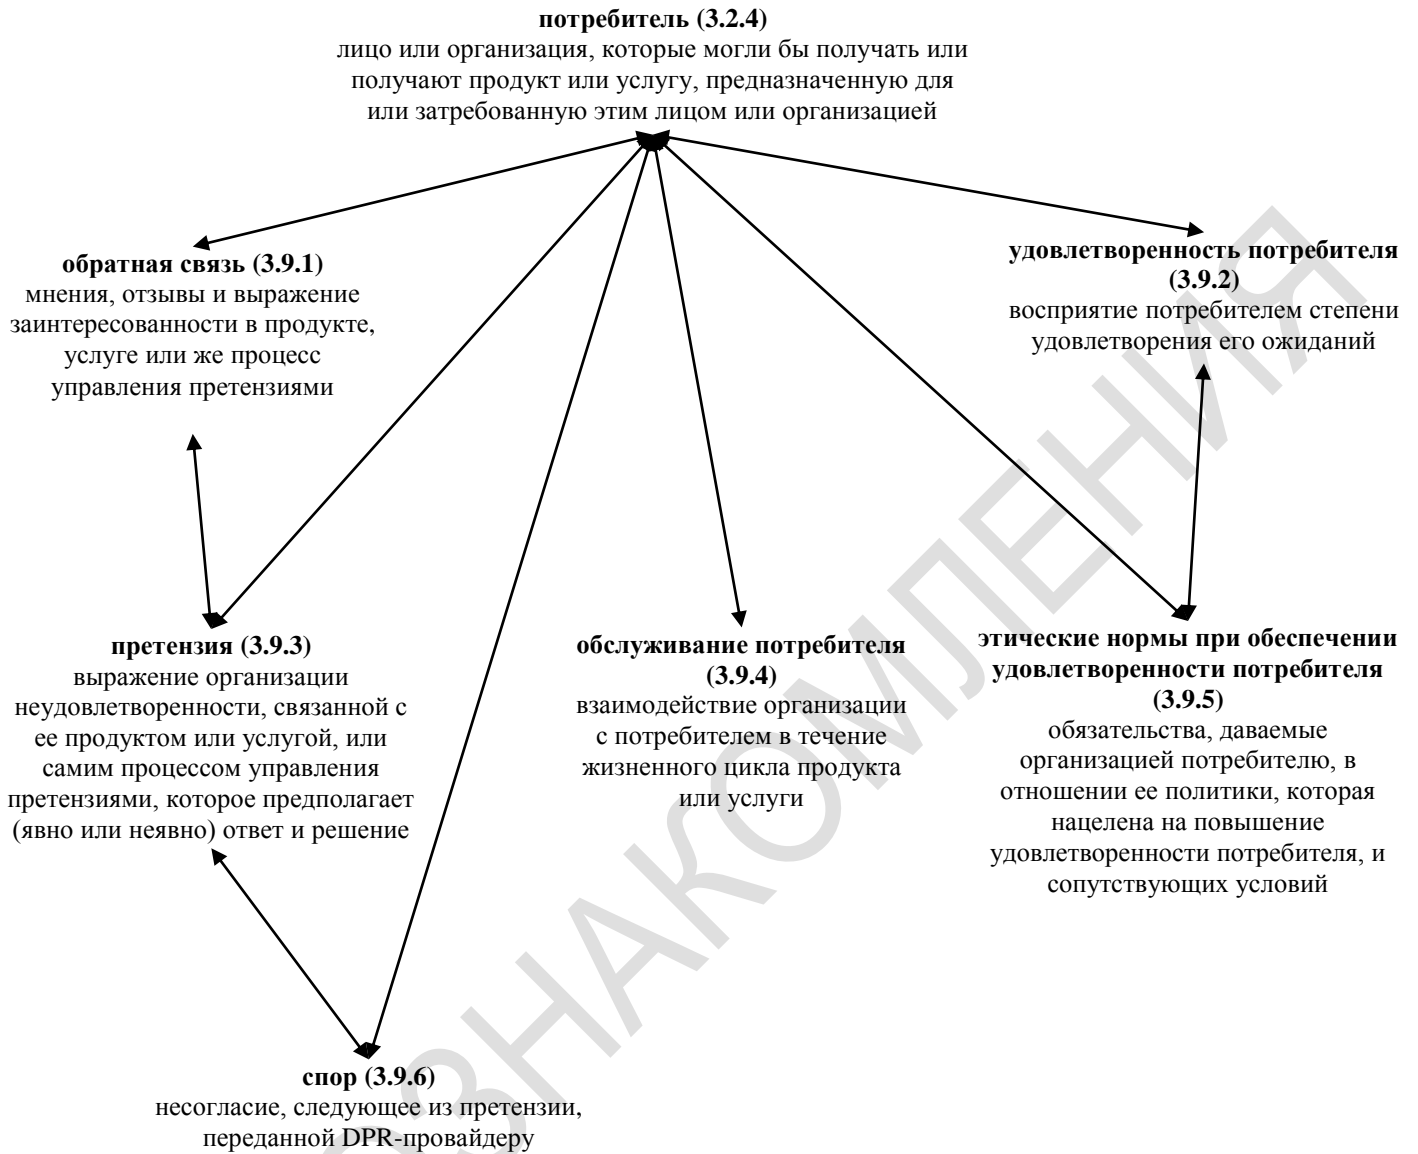 потребитель (3.2.4)
лицо или организация, которые могли бы получать или
получают продукт или услугу, предназначенную для
или затребованную этим лицом или организацией
обратная связь (3.9.1)
мнения, отзывы и выражение
заинтересованности в продукте,
услуге или же процесс
управления претензиями
удовлетворенность потребителя
(3.9.2)
восприятие потребителем степени
удовлетворения его ожиданий
претензия (3.9.3)
выражение организации
неудовлетворенности, связанной с
ее продуктом или услугой, или
самим процессом управления
претензиями, которое предполагает
(явно или неявно) ответ и решение
обслуживание потребителя
(3.9.4)
взаимодействие организации
с потребителем в течение
жизненного цикла продукта
или услуги
этические нормы при обеспечении
удовлетворенности потребителя
(3.9.5)
обязательства, даваемые
организацией потребителю, в
отношении ее политики, которая
нацелена на повышение
удовлетворенности потребителя, и
сопутствующих условий
спор (3.9.6)
несогласие, следующее из претензии,
переданной DPR-провайдеру
ОЗНАКОМЛЕНИЯ